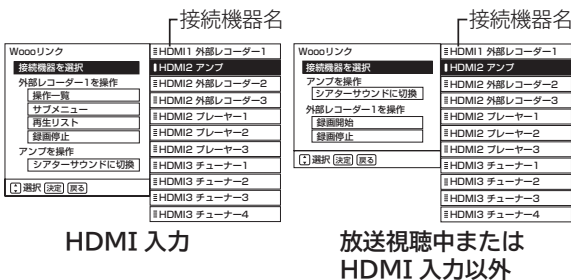 接続機器名
Woooリンク
接続機器を選択
外部レコーダー1を操作
操作一覧
サブメニュー
再生リスト
録画停止
アンプを操作
シアターサウンドに切換
選択 決定 戻る
HDMI1 外部レコーダー1
HDMI2 アンプ
HDMI2 外部レコーダー2
HDMI2 外部レコーダー3
HDMI2 プレーヤー1
HDMI2 プレーヤー2
HDMI2 プレーヤー3
HDMI3 チューナー1
HDMI3 チューナー2
HDMI3 チューナー3
HDMI3 チューナー4
HDMI 入力
接続機器名
Woooリンク
接続機器を選択
アンプを操作
シアターサウンドに切換
外部レコーダー1を操作
録画開始
録画停止
選択 決定 戻る
HDMI1 外部レコーダー1
HDMI2 アンプ
HDMI2 外部レコーダー2
HDMI2 外部レコーダー3
HDMI2 プレーヤー1
HDMI2 プレーヤー2
HDMI2 プレーヤー3
HDMI3 チューナー1
HDMI3 チューナー2
HDMI3 チューナー3
HDMI3 チューナー4
放送視聴中または
HDMI 入力以外